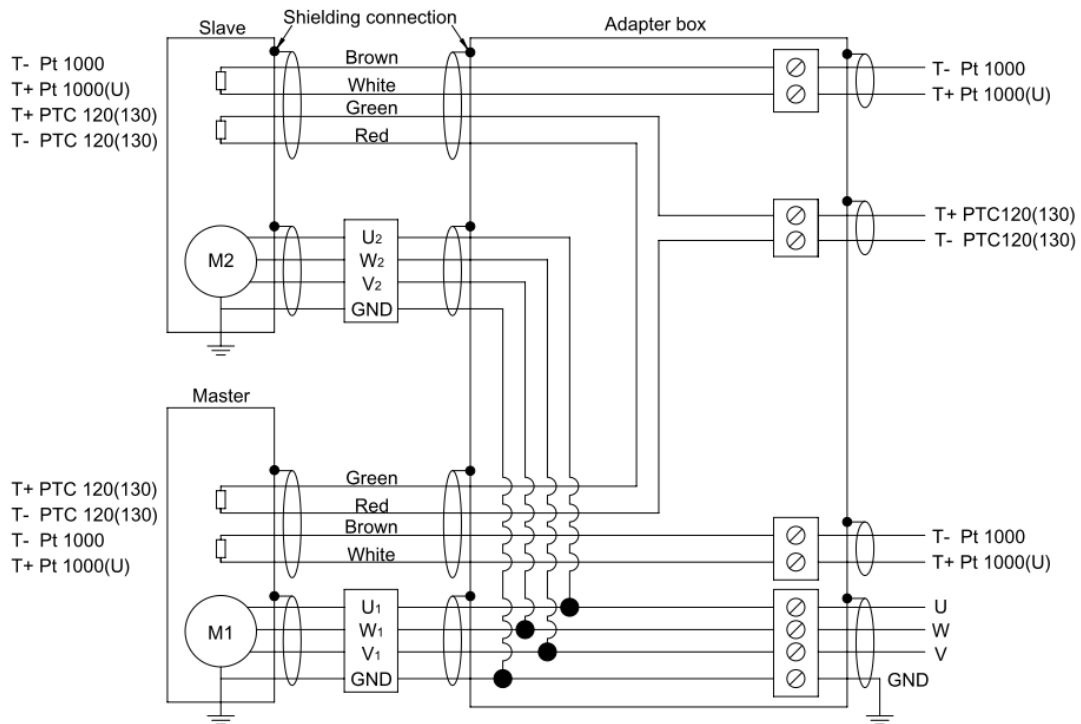 Slave
Shielding connection
Adapter box
T- Pt 1000
T+ Pt 1000(U)
T+ PTC 120(130)
T- PTC 120(130)
Brown
White
Green
Red
T- Pt 1000
T+ Pt 1000(U)
T+ PTC120(130)
T- PTC120(130)
M2
U2
W2
V2
GND
Master
T+ PTC 120(130)
T- PTC 120(130)
T- Pt 1000
T+ Pt 1000(U)
Green
Red
Brown
White
T- Pt 1000
T+ Pt 1000(U)
M1
U1
W1
V1
GND
U
W
V
GND